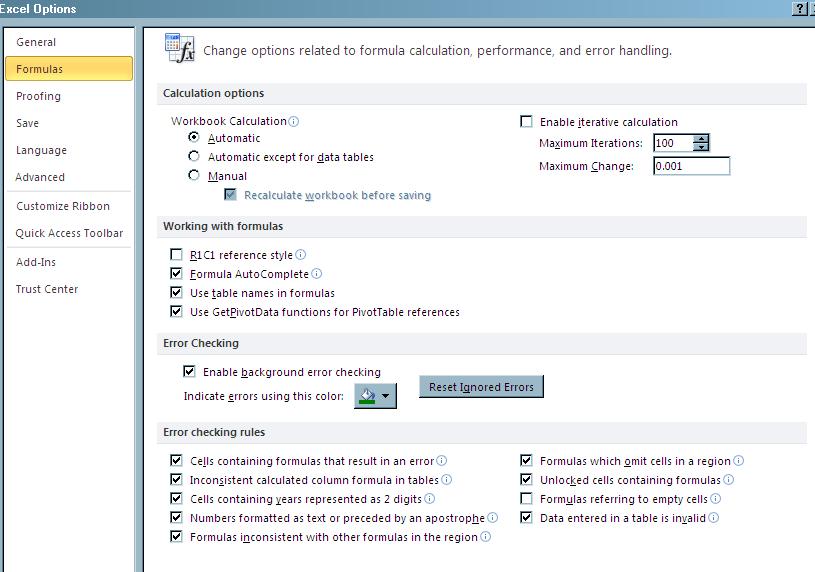 Excel Options
General
Formulas
Proofing
Save
Language
Advanced
Customize Ribbon
Quick Access Toolbar
Add-Ins
Trust Center
Change options related to formula calculation, performance, and error handling.
Calculation options
Workbook Calculation
Automatic
Automatic except for data tables
Manual
Recalculate workbook before saving
Enable iterative calculation
Maximum Iterations: 100
Maximum Change: 0.001
Working with formulas
R1C1 reference style
Formula AutoComplete
Use table names in formulas
Use GetPivotData functions for PivotTable references
Error Checking
Enable background error checking
Indicate errors using this color:
Reset Ignored Errors
Error checking rules
Cells containing formulas that result in an error
Inconsistent calculated column formula in tables
Cells containing years represented as 2 digits
Numbers formatted as text or preceded by an apostrophe
Formulas inconsistent with other formulas in the region
Formulas which omit cells in a region
Unlocked cells containing formulas
Formulas referring to empty cells
Data entered in a table is invalid